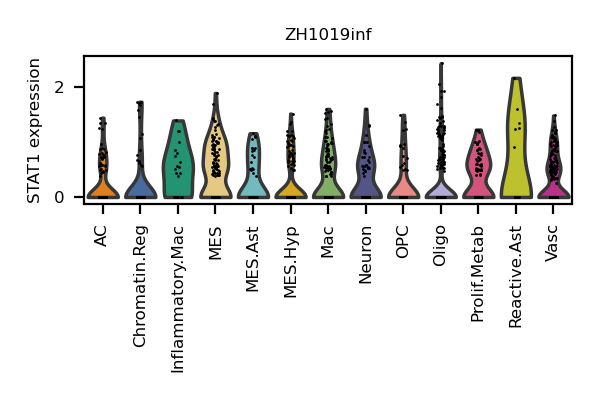 ZH1019inf
STAT1 expression
2
0
AC
Chromatin.Reg
Inflammatory.Mac
MES
MES.Ast
MES.Hyp
Mac
Neuron
OPC
Oligo
Prolif.Metab
Reactive.Ast
Vasc